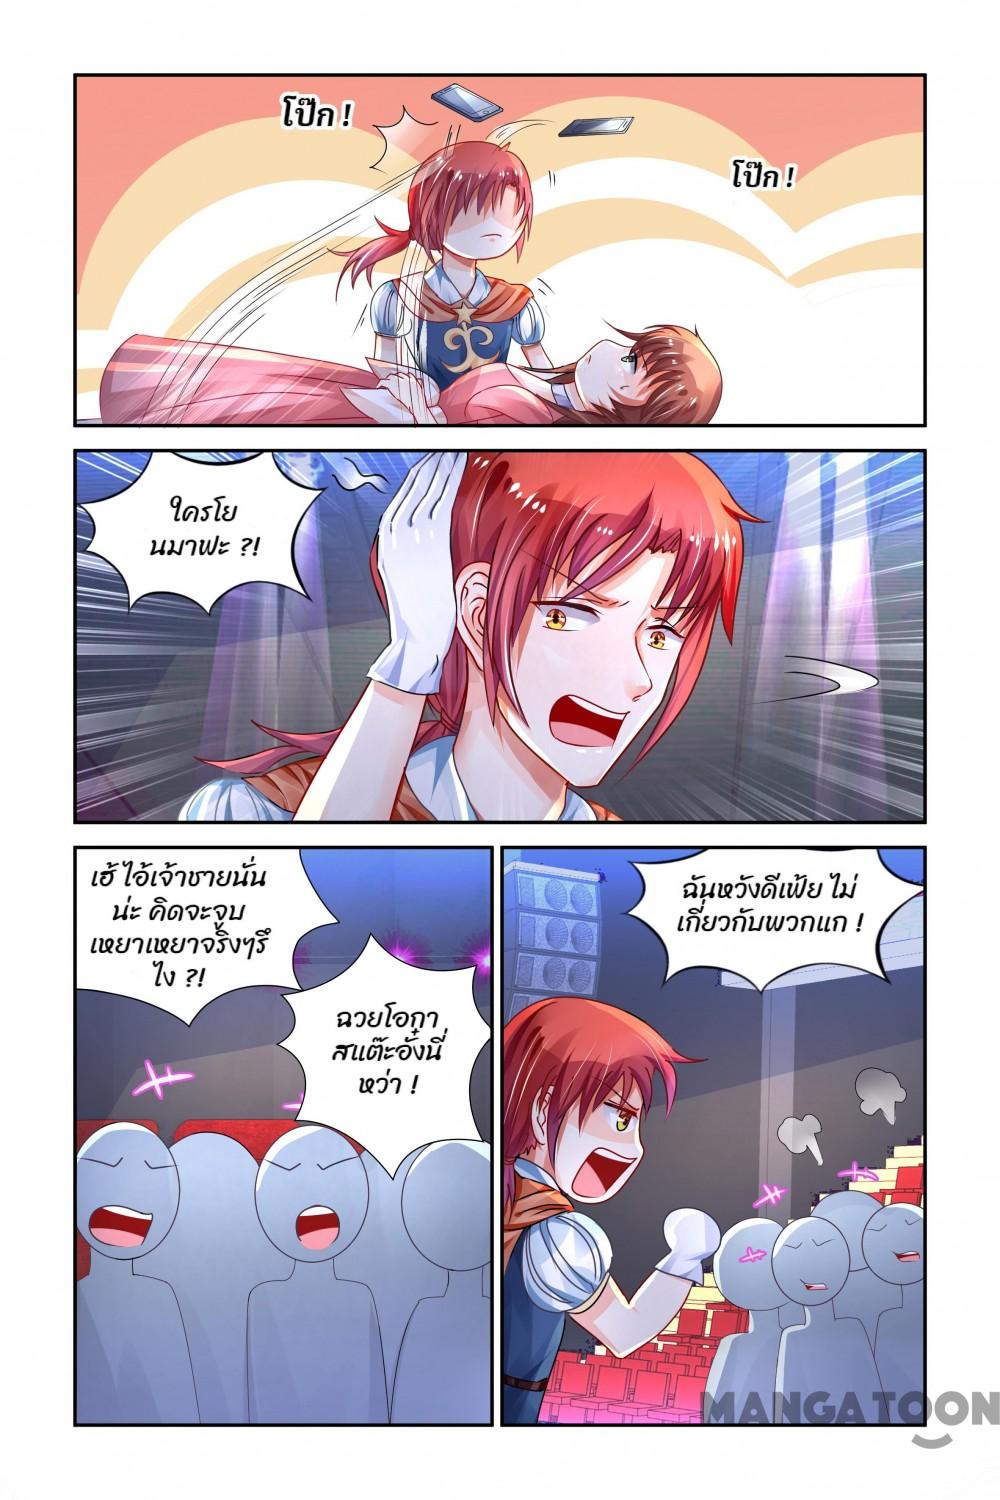 โป๊ก !
โป๊ก !
ใครโย
นมาฟะ ?!
เฮ้ ไอ้เจ้าชายนั่น
น่ะ คิดจะจูบ
เหยาเหยาจริงๆรึ
ไง ?!
ฉวยโอกา
สแต๊ะอั๋งนี่
หว่า !
ฉันหวังดีเฟ้ย ไม่
เกี่ยวกับพวกแก !
MANGATOON